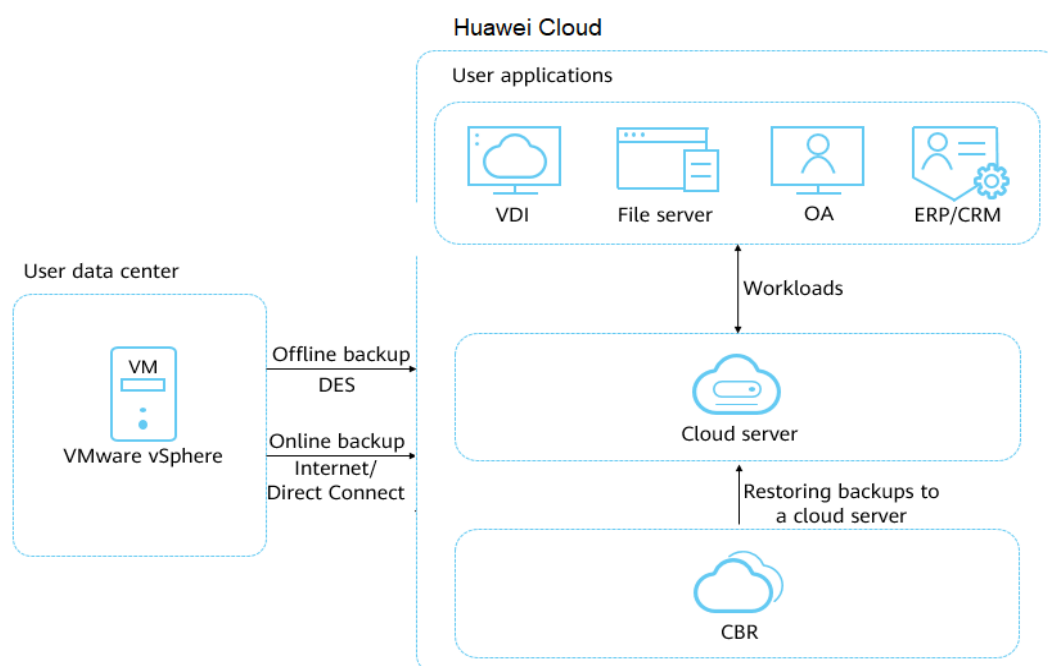 Huawei Cloud
User applications
VDI
File server
OA
ERP/CRM
Workloads
User data center
VM
VMware vSphere
Offline backup
DES
Online backup
Internet/
Direct Connect
Cloud server
Restoring backups to
a cloud server
CBR